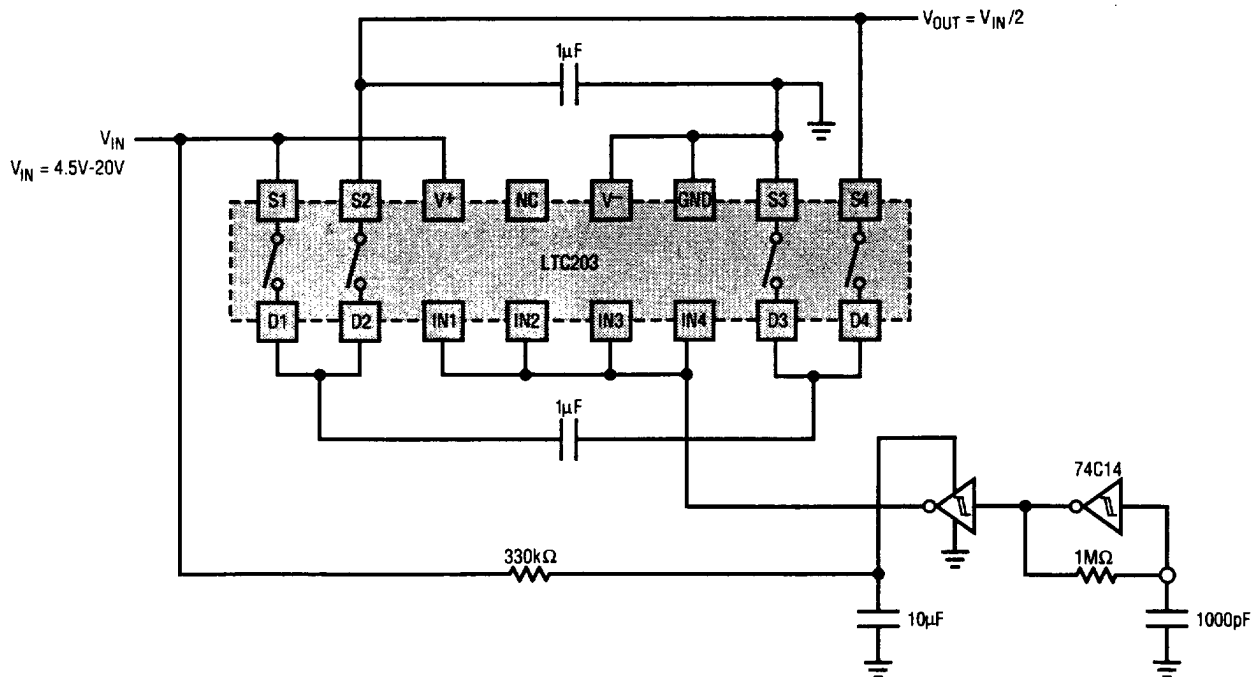 V_OUT = V_IN/2
1µF
V_IN
V_IN = 4.5V-20V
S1 S2 V+ NC V− GND S3 S4
LTC203
D1 D2 IN1 IN2 IN3 IN4 D3 D4
1µF
74C14
330kΩ
1MΩ
10µF
1000pF